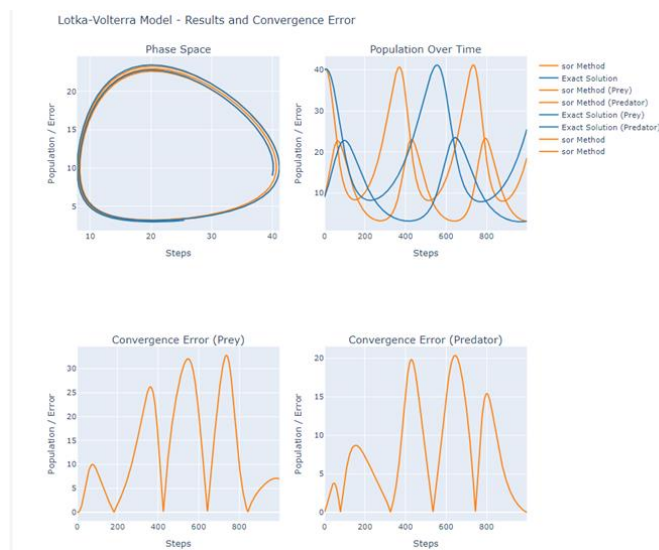 Lotka-Volterra Model - Results and Convergence Error
Phase Space
Population / Error
20
15
10
5
10 20 30 40
Steps
Population Over Time
Population / Error
40
30
20
10
0 200 400 600 800
Steps
sor Method
Exact Solution
sor Method (Prey)
sor Method (Predator)
Exact Solution (Prey)
Exact Solution (Predator)
sor Method
sor Method
Convergence Error (Prey)
Population / Error
30
25
20
15
10
5
0
0 200 400 600 800
Steps
Convergence Error (Predator)
Population / Error
20
15
10
5
0
0 200 400 600 800
Steps